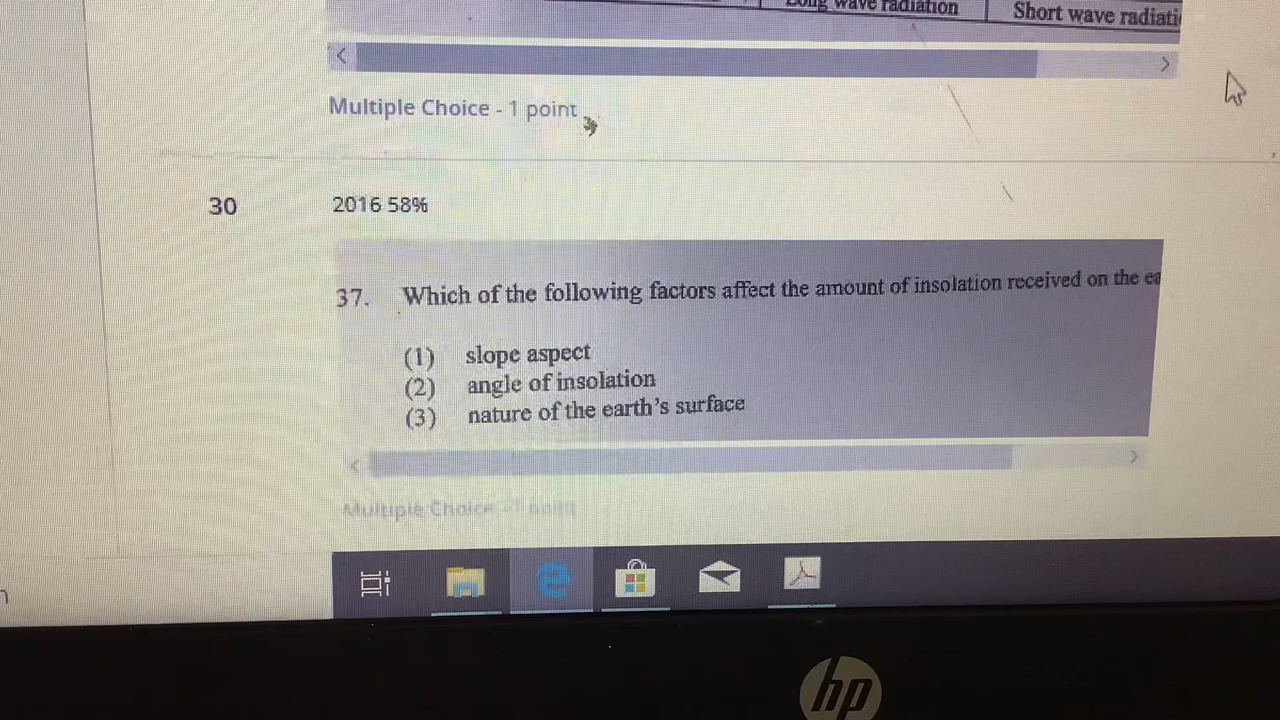 Long wave radiation
Short wave radiati
Multiple Choice - 1 point
30
2016 58%
37. Which of the following factors affect the amount of insolation received on the ea
(1) slope aspect
(2) angle of insolation
(3) nature of the earth's surface
Multiple Choice - 1 point
hp